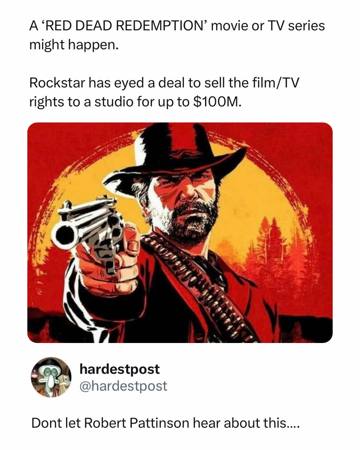 A ‘RED DEAD REDEMPTION’ movie or TV series
might happen.
Rockstar has eyed a deal to sell the film/TV
rights to a studio for up to $100M.
hardestpost
@hardestpost
Dont let Robert Pattinson hear about this....